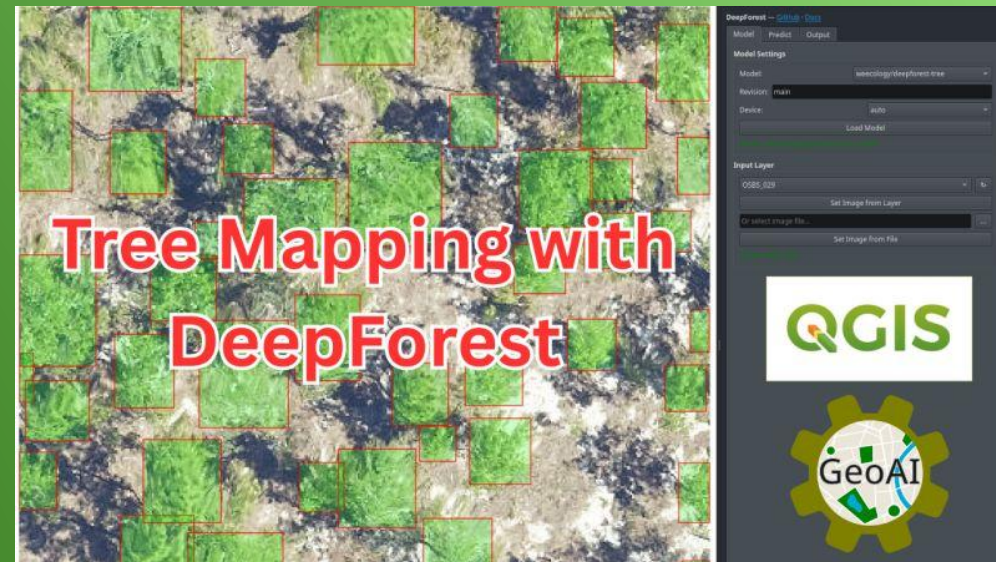 Tree Mapping with
DeepForest
DeepForest — GitHub · Docs
Model Predict Output
Model Settings
Model: weecology/deepforest-tree
Revision: main
Device: auto
Load Model
Input Layer
OSBS_029
Set Image from Layer
Or select image file... ...
Set Image from File
QGIS
GeoAI